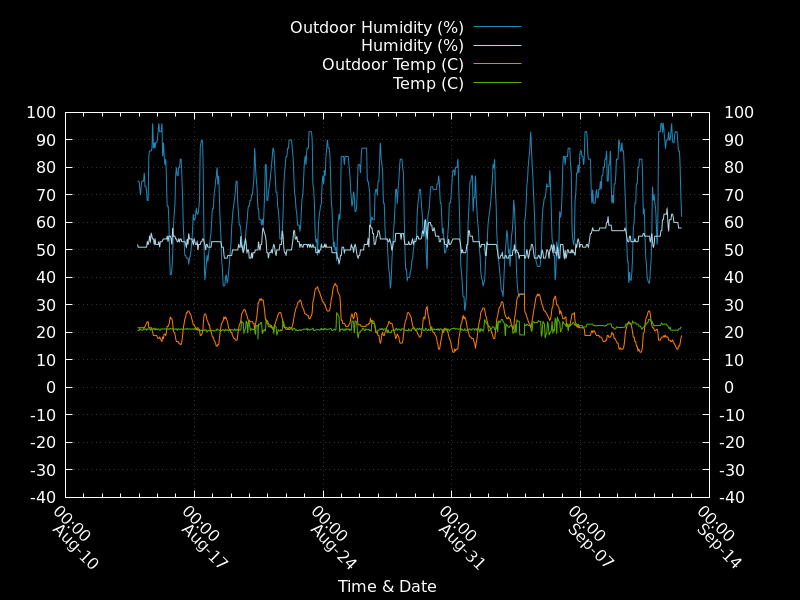 Outdoor Humidity (%)
Humidity (%)
Outdoor Temp (C)
Temp (C)
100 100
90 90
80 80
70 70
60 60
50 50
40 40
30 30
20 20
10 10
0 0
-10 -10
-20 -20
-30 -30
-40 -40
00:00 00:00 00:00 00:00 00:00 00:00
Aug-10 Aug-17 Aug-24 Aug-31 Sep-07 Sep-14
Time & Date